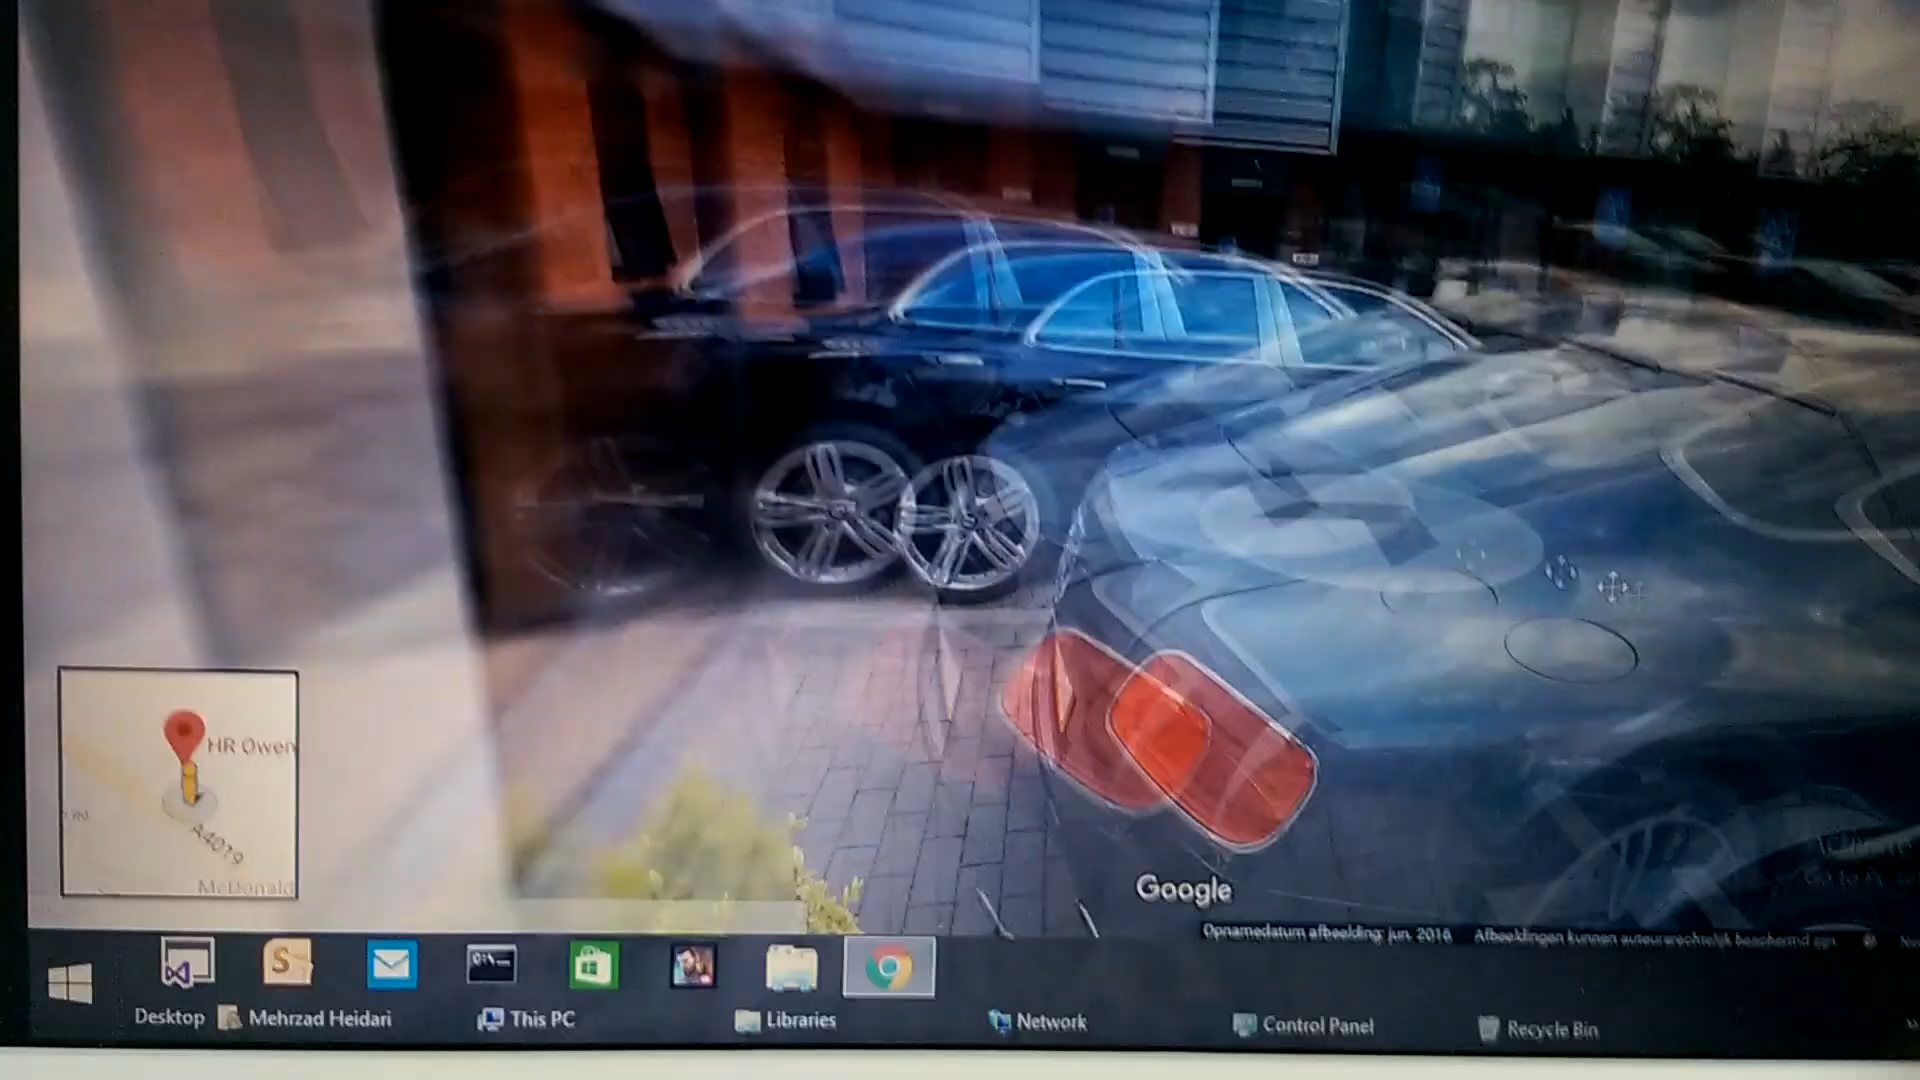 HR Owen
A4019
McDonald
Google
Opnamedatum afbeelding: jun. 2016 Afbeeldingen kunnen auteursrechtelijk beschermd zijn
Desktop Mehrzad Heidari This PC Libraries Network Control Panel Recycle Bin